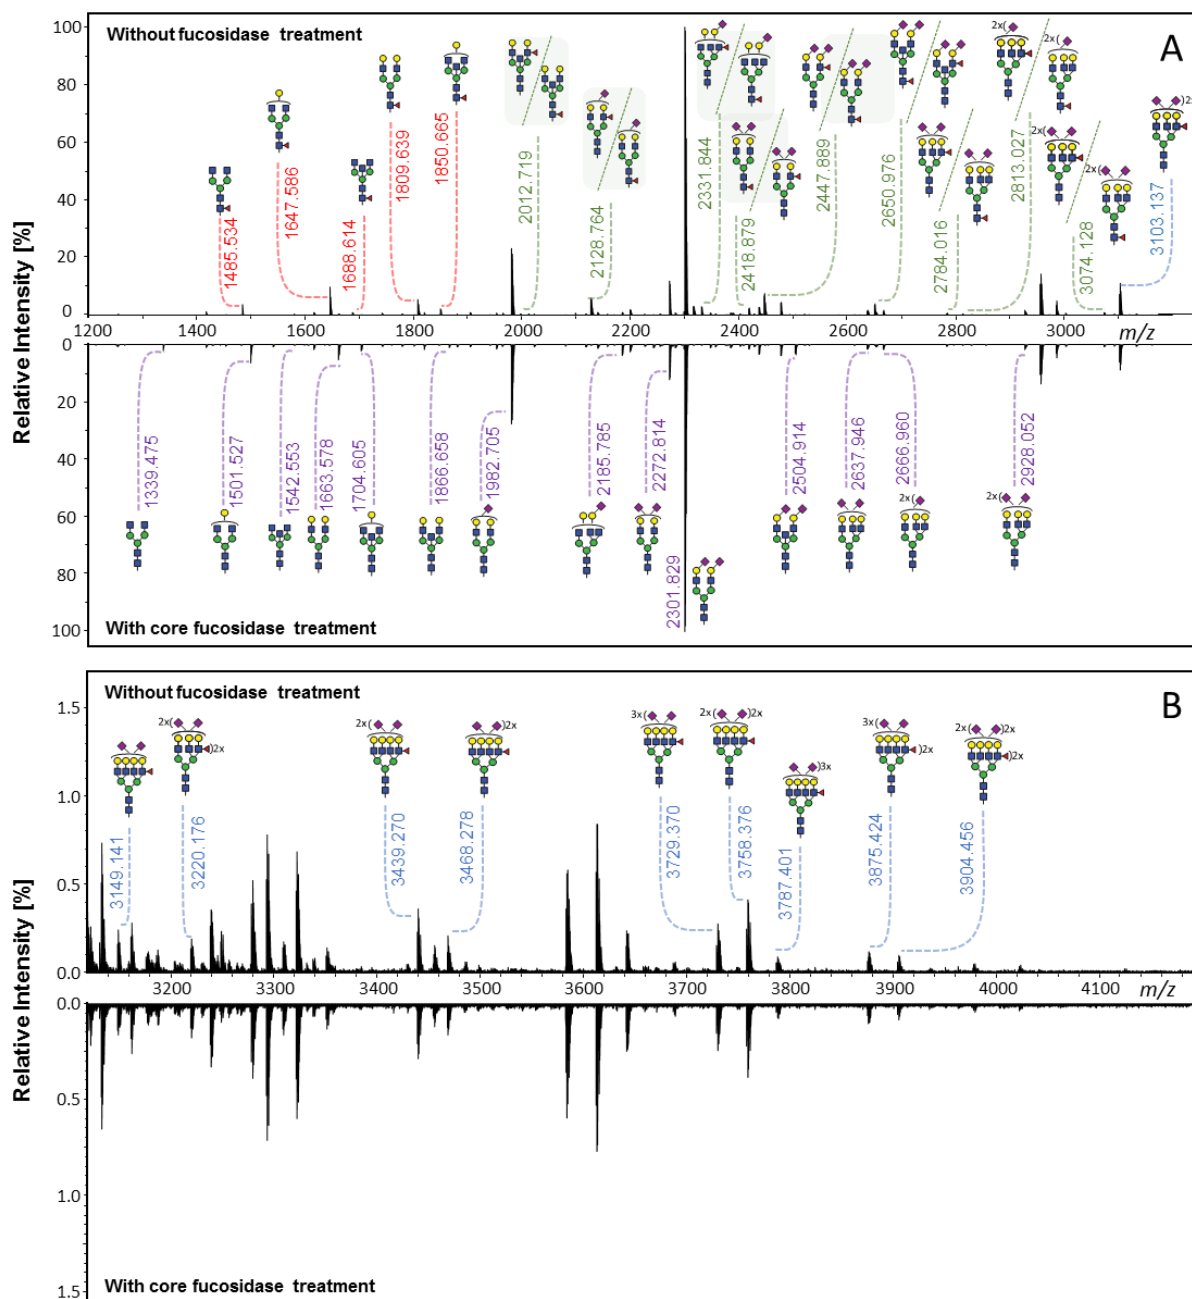 A
Without fucosidase treatment
Relative Intensity [%]
100
80
60
40
20
0
1485.534
1647.586
1688.614
1809.639
1850.665
2012.719
2128.764
2331.844
2418.879
2447.889
2650.976
2784.016
2813.027
3074.128
3103.137
2x(
2x(
2x(
2x(
)2x
1200
1400
1600
1800
2000
2200
2400
2600
2800
3000
m/z
Relative Intensity [%]
0
20
40
60
80
100
1339.475
1501.527
1542.553
1663.578
1704.605
1866.658
1982.705
2185.785
2272.814
2301.829
2504.914
2637.946
2666.960
2928.052
2x(
2x(
With core fucosidase treatment
B
Without fucosidase treatment
Relative Intensity [%]
1.5
1.0
0.5
0.0
3149.141
3220.176
3439.270
3468.278
3729.370
3758.376
3787.401
3875.424
3904.456
2x(
)2x
2x(
)2x
3x(
2x(
)2x
)3x
3x(
)2x
2x(
)2x
)2x
3200
3300
3400
3500
3600
3700
3800
3900
4000
4100
m/z
0.0
0.5
1.0
1.5
With core fucosidase treatment